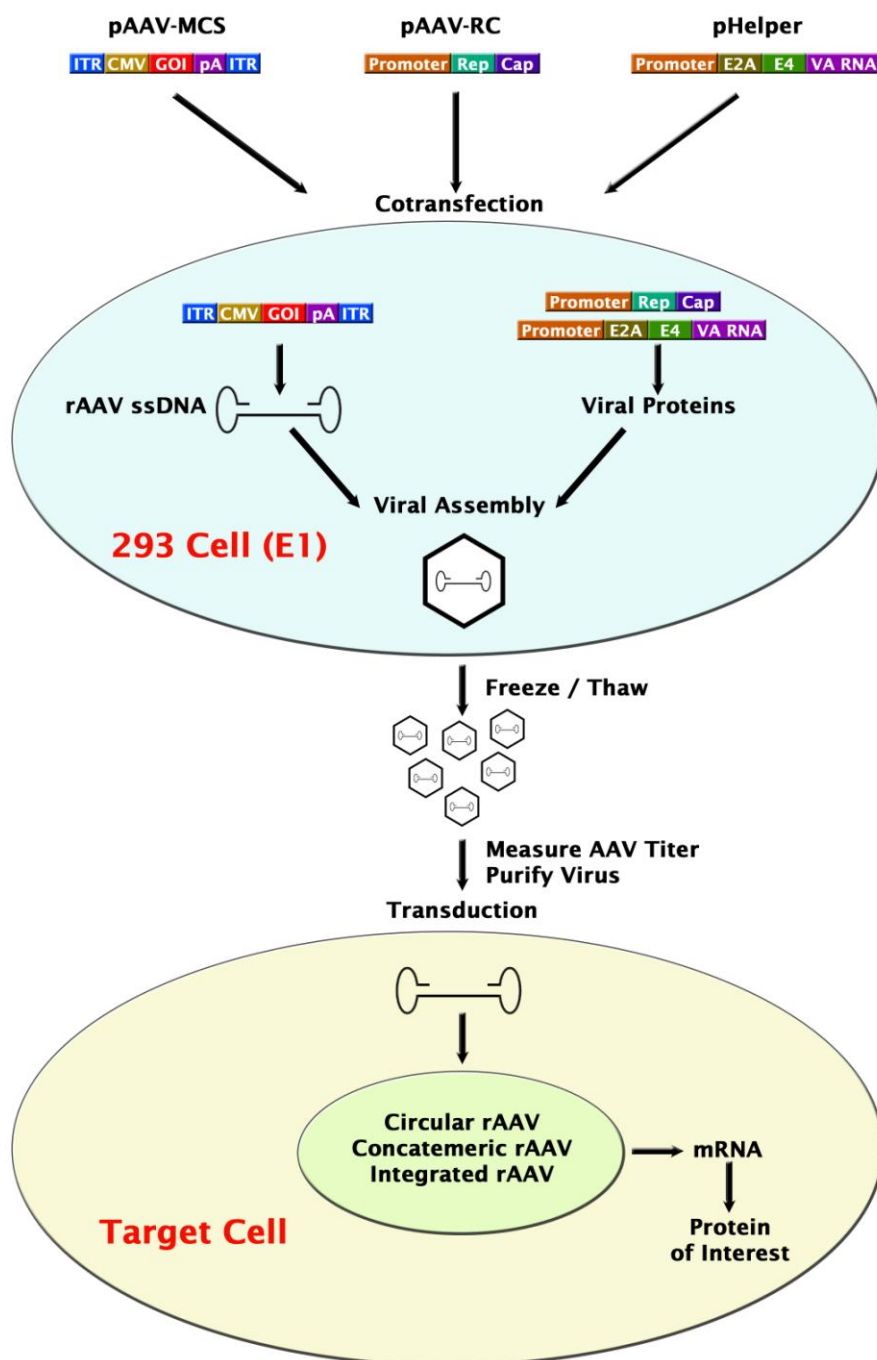 pAAV-MCS pAAV-RC pHelper
ITR CMV GOI pA ITR Promoter Rep Cap Promoter E2A E4 VA RNA
Cotransfection
ITR CMV GOI pA ITR
Promoter Rep Cap
Promoter E2A E4 VA RNA
rAAV ssDNA
Viral Proteins
Viral Assembly
293 Cell (E1)
Freeze / Thaw
Measure AAV Titer
Purify Virus
Transduction
Circular rAAV
Concatemeric rAAV
Integrated rAAV
mRNA
Protein
of Interest
Target Cell